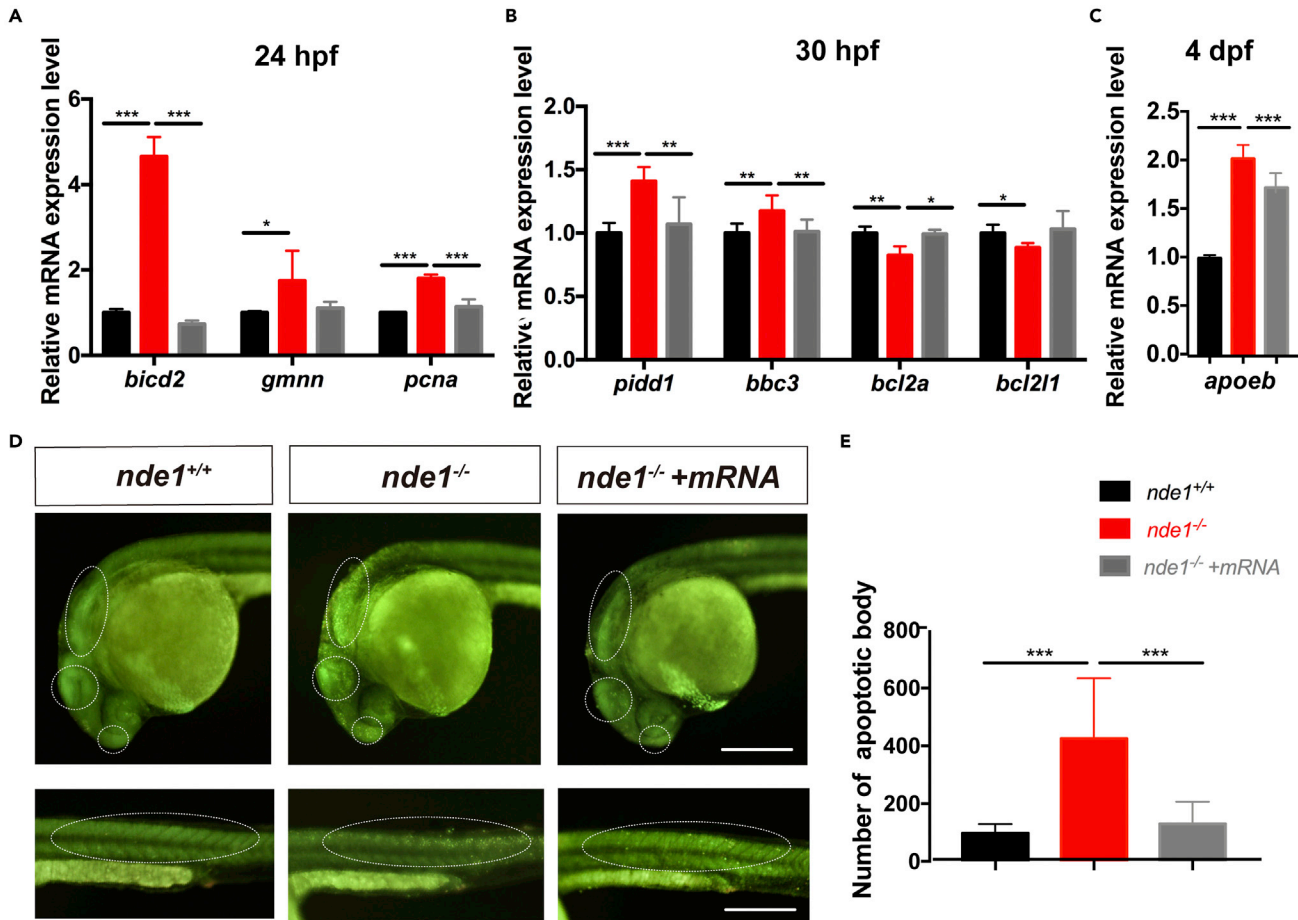 A
24 hpf
Relative mRNA expression level
6
4
2
0
*** ***
*
*** ***
bicd2 gmnn pcna
B
30 hpf
Relative mRNA expression level
2.0
1.5
1.0
0.5
0.0
*** **
** **
** *
*
pidd1 bbc3 bcl2a bcl2l1
C
4 dpf
Relative mRNA expression level
2.5
2.0
1.5
1.0
0.5
0.0
*** ***
apoeb
D
nde1+/+ nde1-/- nde1-/- +mRNA
E
nde1+/+
nde1-/-
nde1-/- +mRNA
Number of apoptotic body
800
600
400
200
0
*** ***